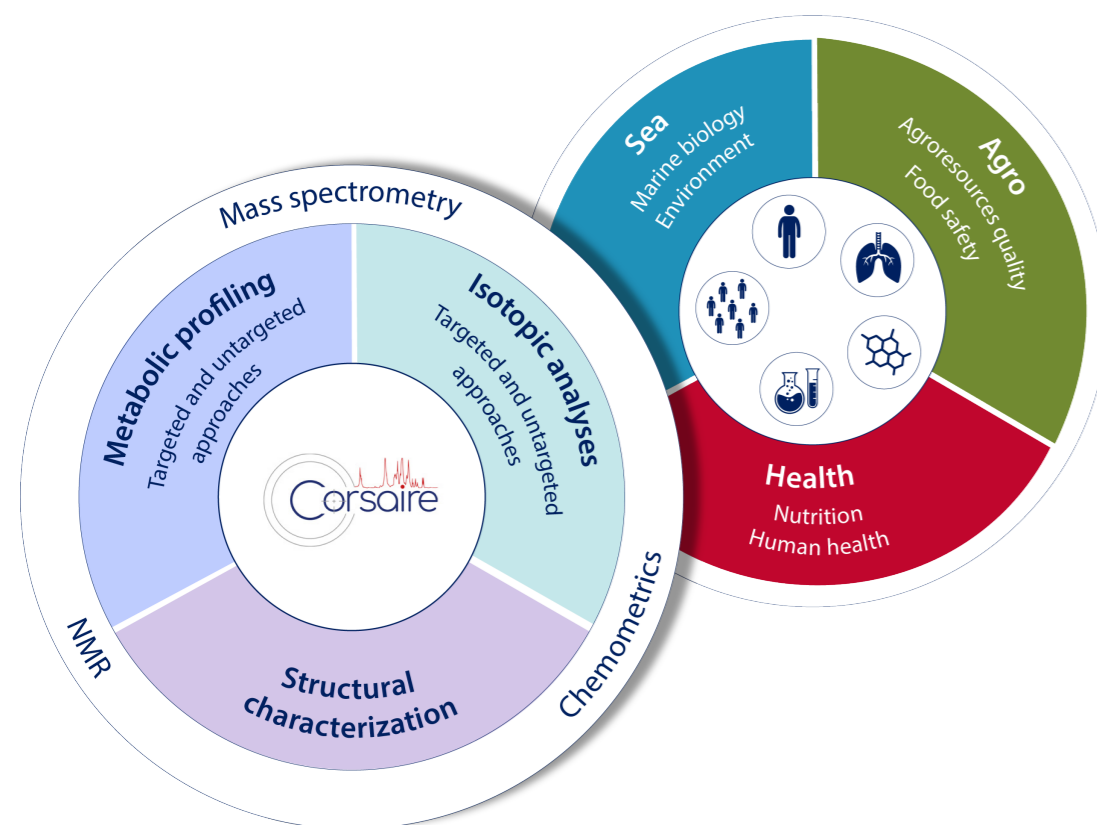 Mass spectrometry
Metabolic profiling
Targeted and untargeted
approaches
Isotopic analyses
Targeted and untargeted
approaches
Corsaire
Structural
characterization
NMR
Chemometrics
Sea
Marine biology
Environment
Agro
Agroresources quality
Food safety
Health
Nutrition
Human health